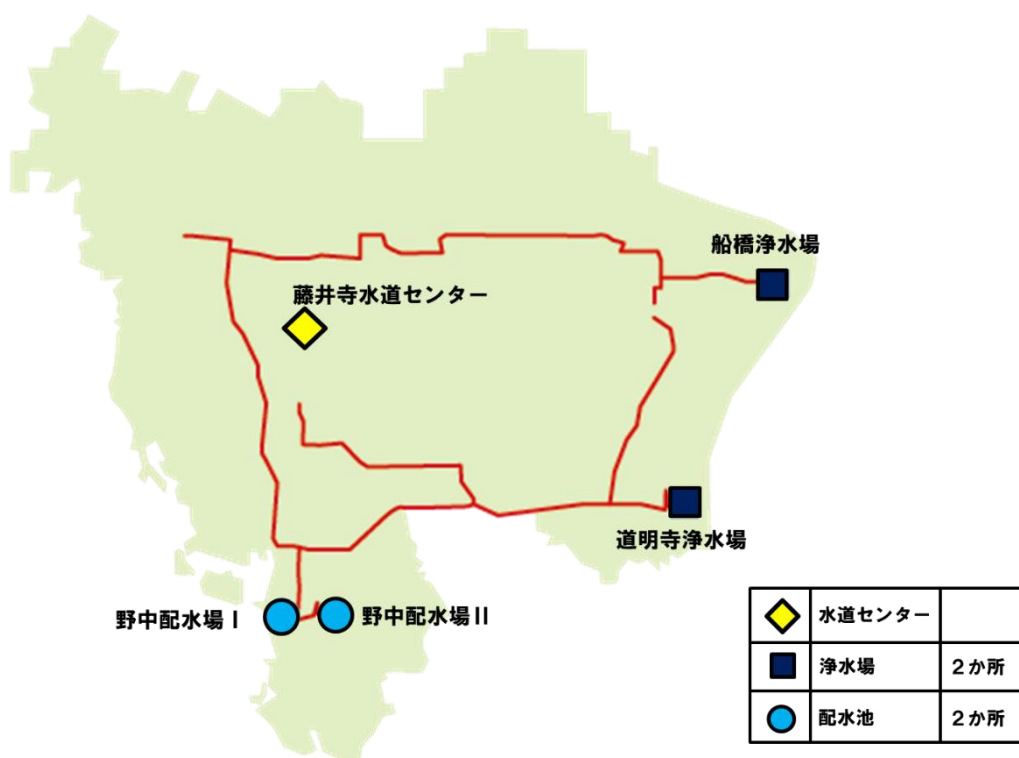 船橋浄水場
藤井寺水道センター
道明寺浄水場
野中配水場Ⅰ
野中配水場Ⅱ
水道センター
浄水場 2か所
配水池 2か所